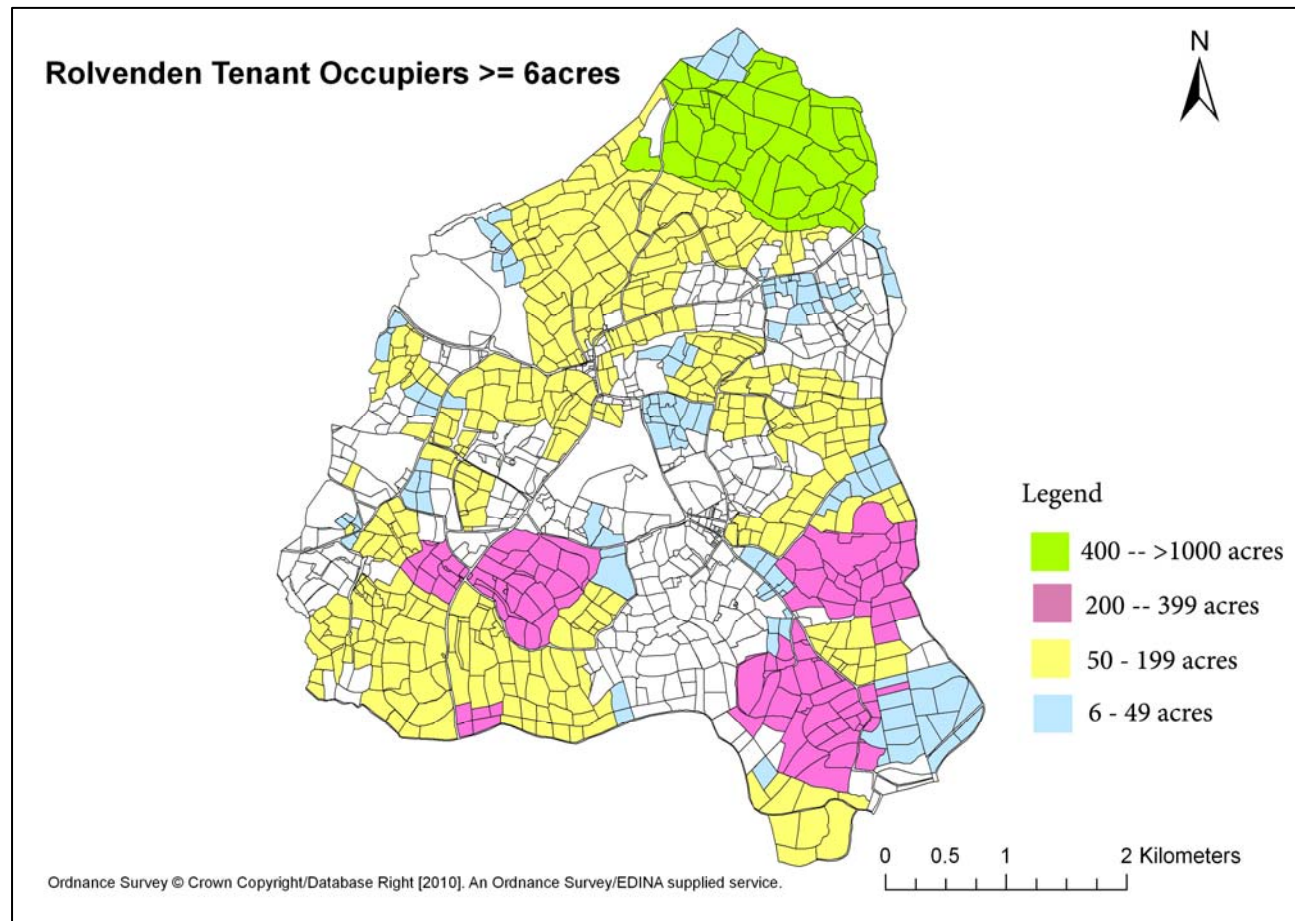 Rolvenden Tenant Occupiers >= 6acres
N
Legend
400 -- >1000 acres
200 -- 399 acres
50 - 199 acres
6 - 49 acres
0 0.5 1 2 Kilometers
Ordnance Survey © Crown Copyright/Database Right [2010]. An Ordnance Survey/EDINA supplied service.